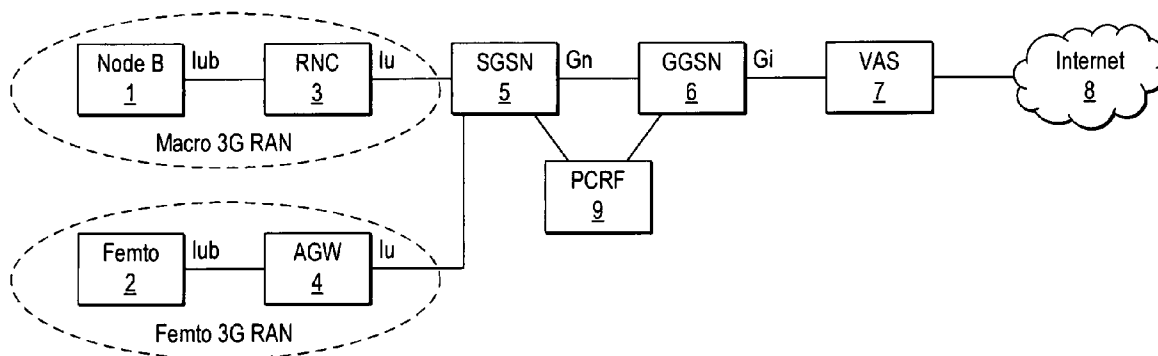 Node B
1
Iub
RNC
3
Iu
Macro 3G RAN
SGSN
5
Gn
GGSN
6
Gi
VAS
7
Internet
8
PCRF
9
Femto
2
Iub
AGW
4
Iu
Femto 3G RAN